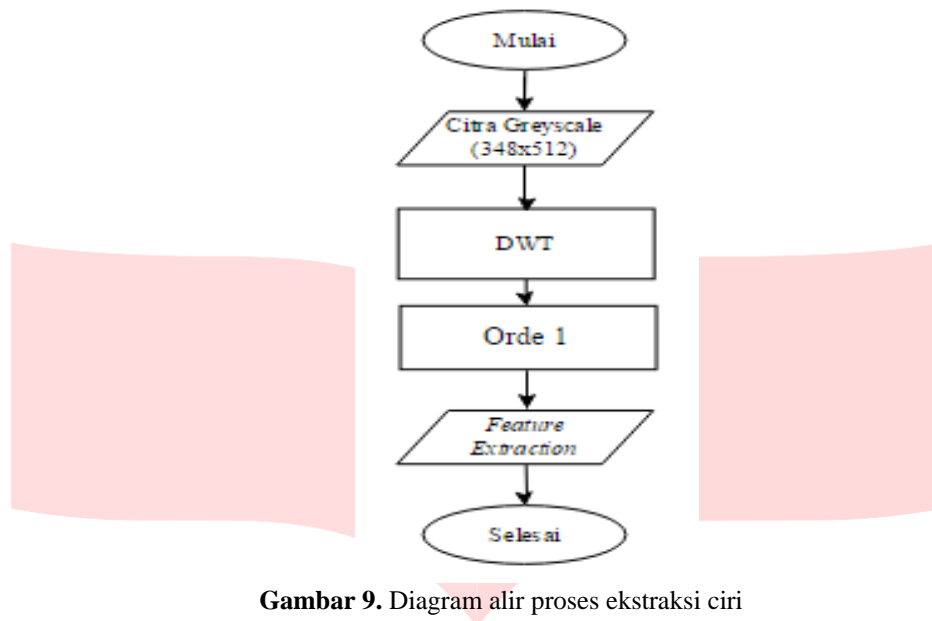 Mulai
Citra Greyscale
(348x512)
DWT
Orde 1
Feature
Extraction
Selesai
Gambar 9. Diagram alir proses ekstraksi ciri